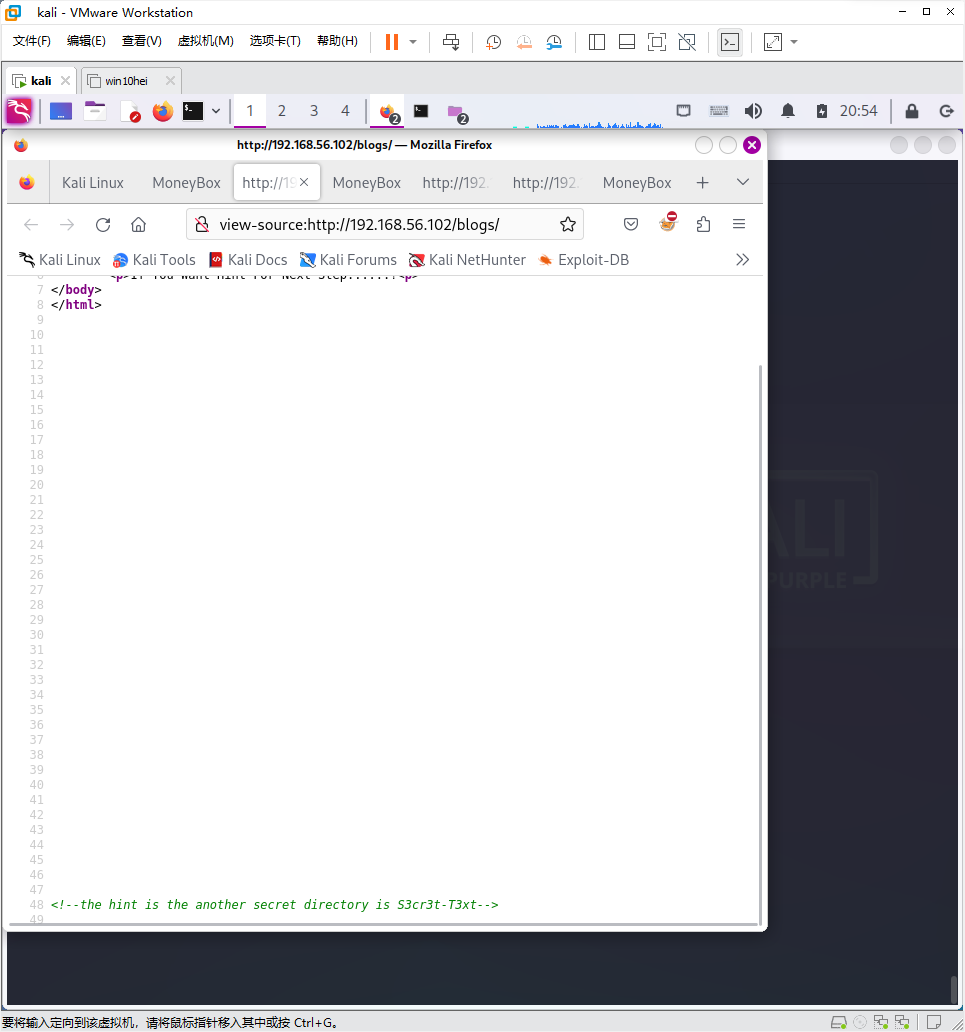 kali - VMware Workstation
文件(F) 编辑(E) 查看(V) 虚拟机(M) 选项卡(T) 帮助(H)
kali win10hei
1 2 3 4 2 2 20:54
http://192.168.56.102/blogs/ — Mozilla Firefox
Kali Linux MoneyBox http://19 MoneyBox http://192. http://192. MoneyBox
view-source:http://192.168.56.102/blogs/
Kali Linux Kali Tools Kali Docs Kali Forums Kali NetHunter Exploit-DB
7 </body>
8 </html>
9
10
11
12
13
14
15
16
17
18
19
20
21
22
23
24
25
26
27
28
29
30
31
32
33
34
35
36
37
38
39
40
41
42
43
44
45
46
47
48 <!--the hint is the another secret directory is S3cr3t-T3xt-->
49
ALI
PURPLE
要将输入定向到该虚拟机，请将鼠标指针移入其中或按 Ctrl+G。